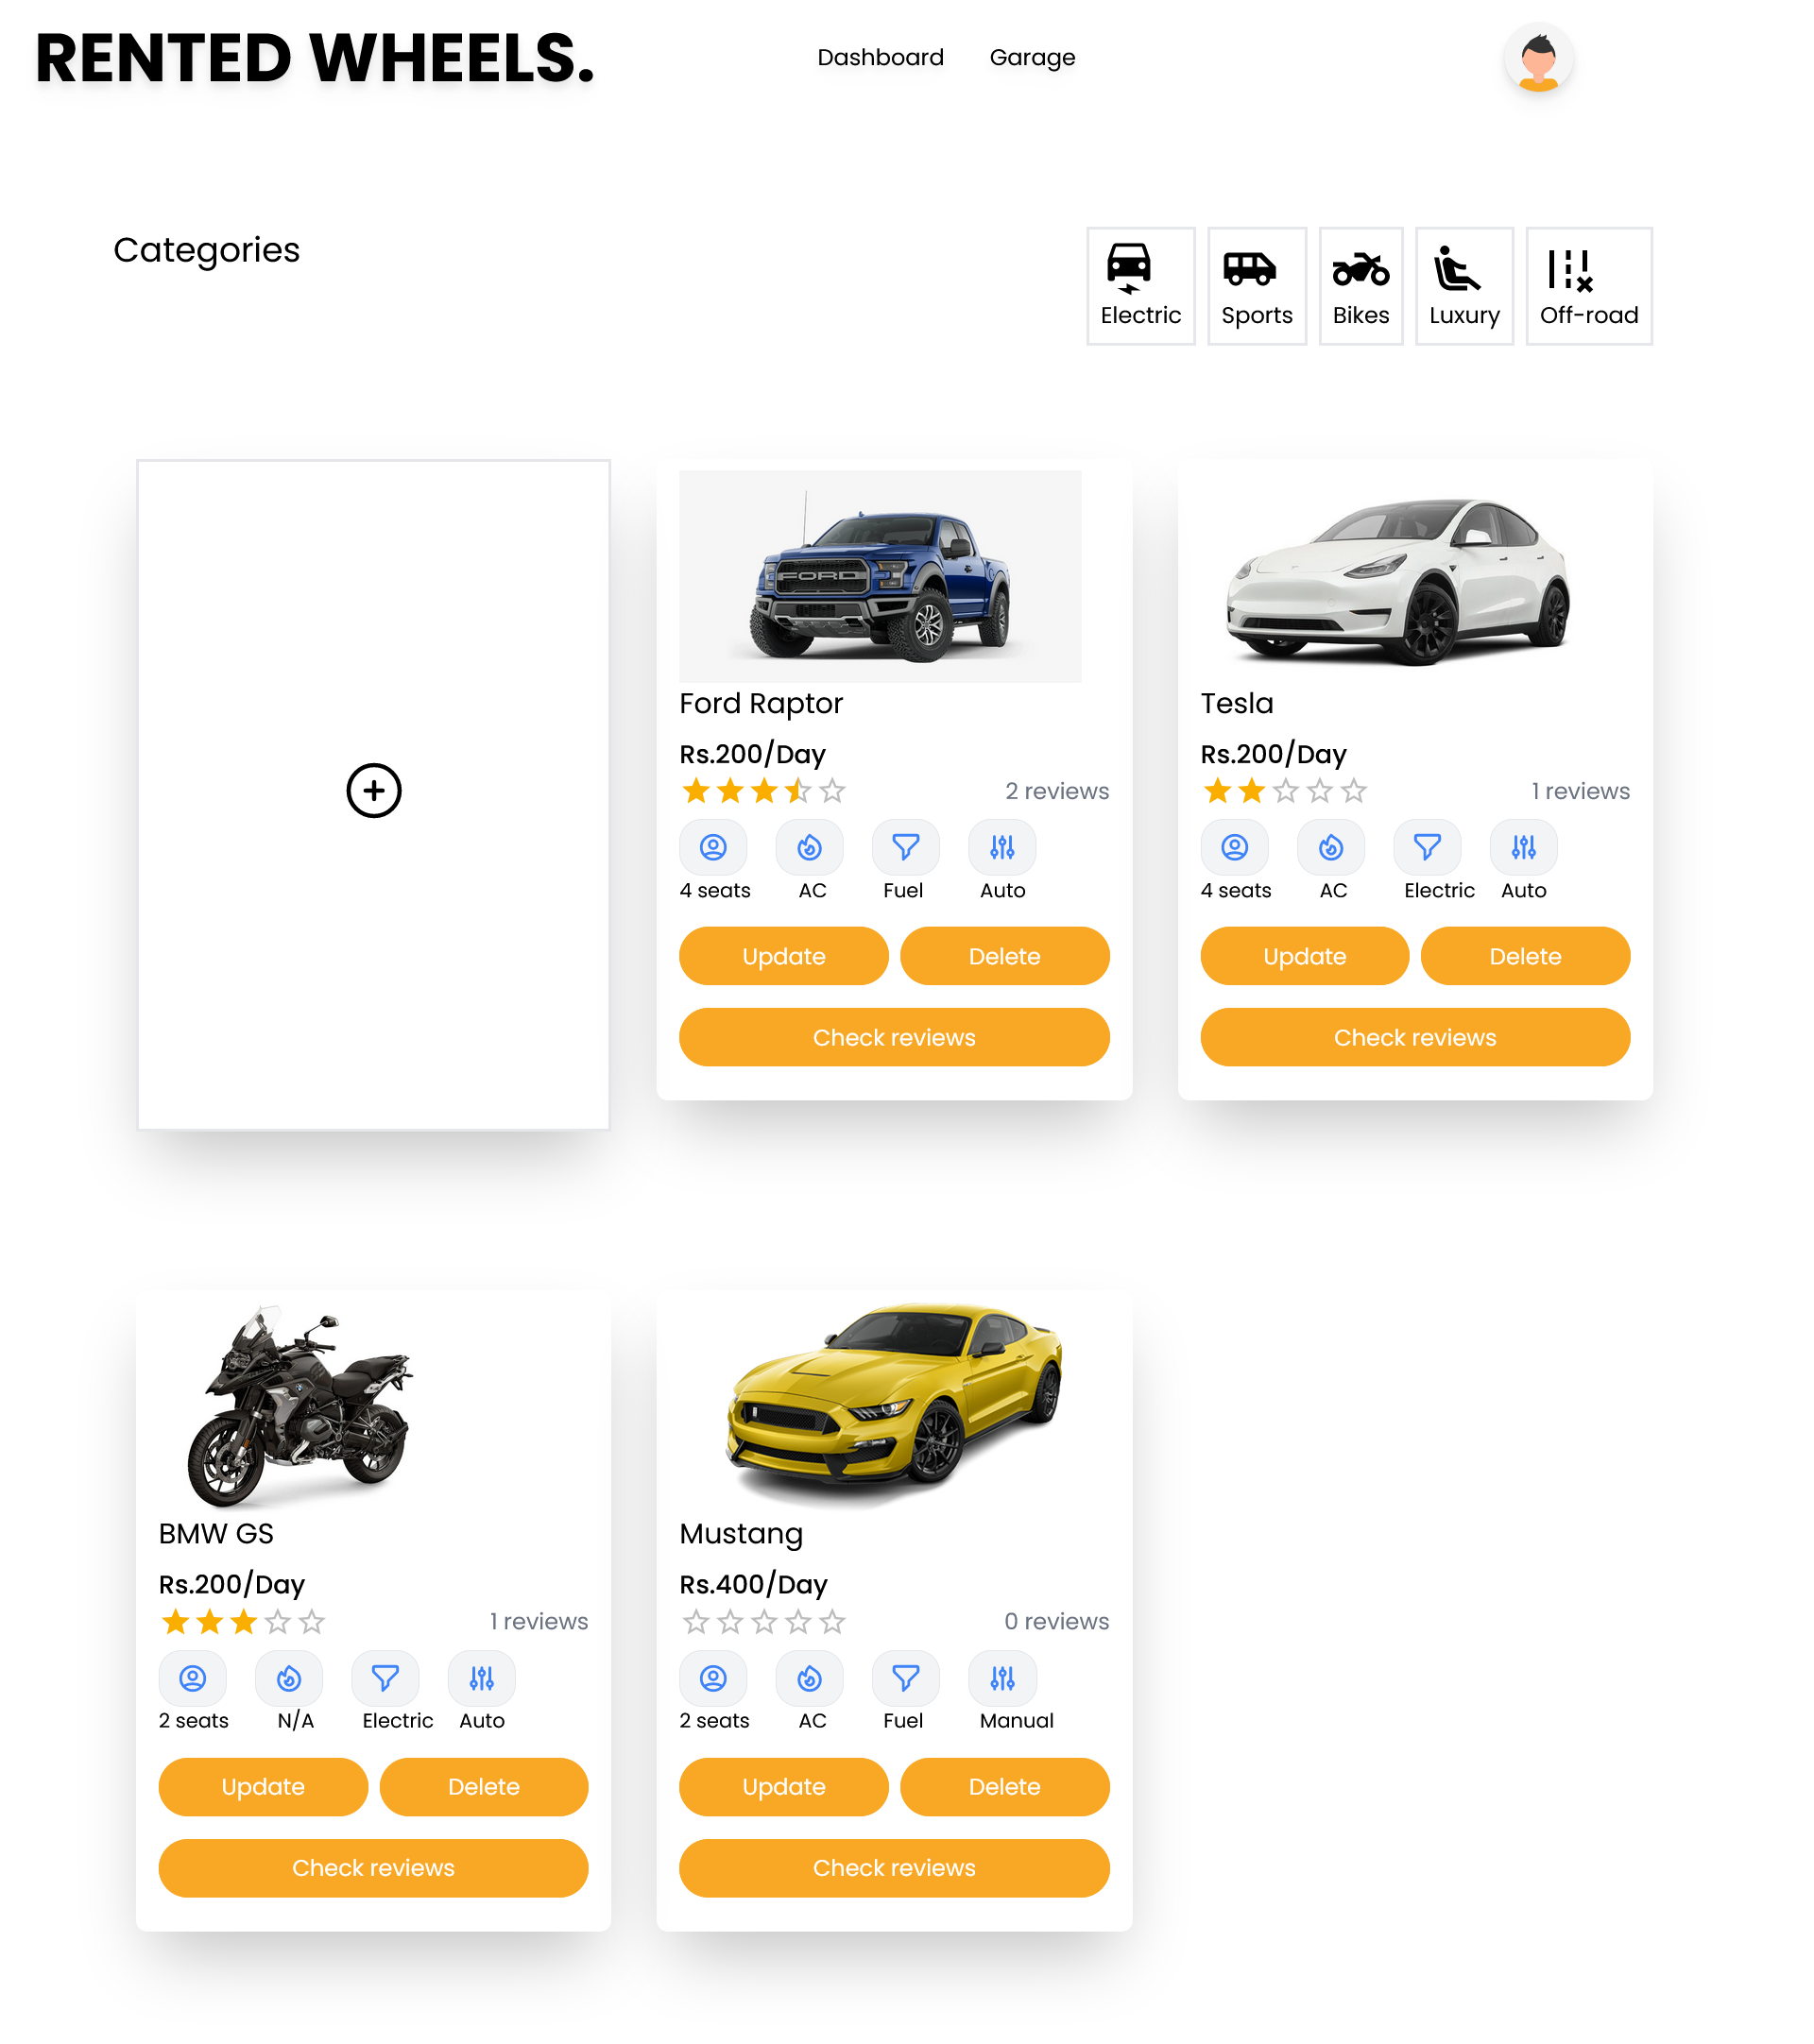 RENTED WHEELS.
Dashboard Garage
Categories
Electric Sports Bikes Luxury Off-road
FORD
Ford Raptor
Rs.200/Day
2 reviews
4 seats AC Fuel Auto
Update Delete
Check reviews
Tesla
Rs.200/Day
1 reviews
4 seats AC Electric Auto
Update Delete
Check reviews
BMW GS
Rs.200/Day
1 reviews
2 seats N/A Electric Auto
Update Delete
Check reviews
Mustang
Rs.400/Day
0 reviews
2 seats AC Fuel Manual
Update Delete
Check reviews